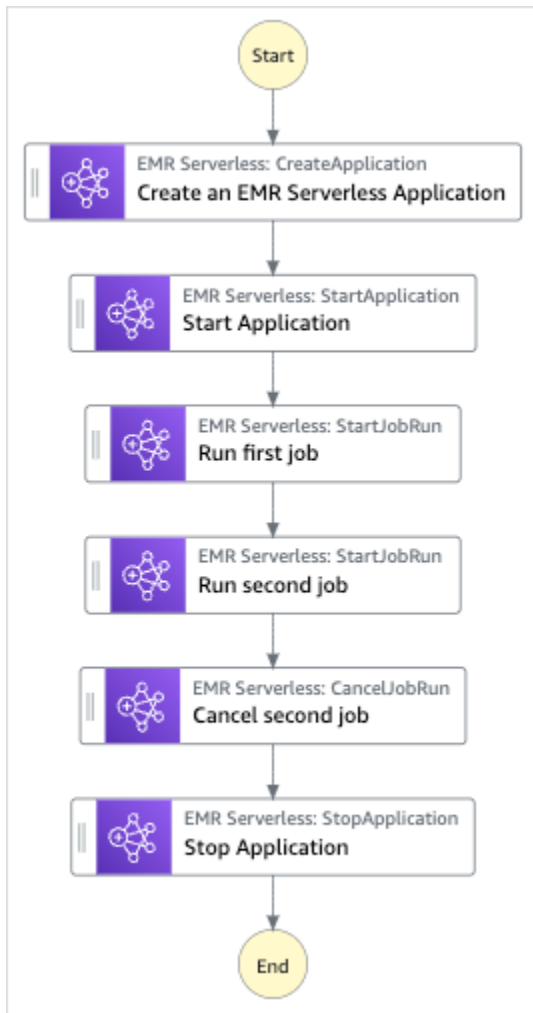 Start
EMR Serverless: CreateApplication
Create an EMR Serverless Application
EMR Serverless: StartApplication
Start Application
EMR Serverless: StartJobRun
Run first job
EMR Serverless: StartJobRun
Run second job
EMR Serverless: CancelJobRun
Cancel second job
EMR Serverless: StopApplication
Stop Application
End